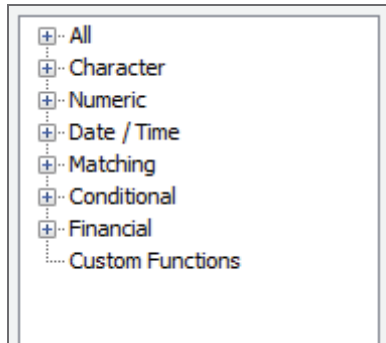 All
Character
Numeric
Date / Time
Matching
Conditional
Financial
Custom Functions